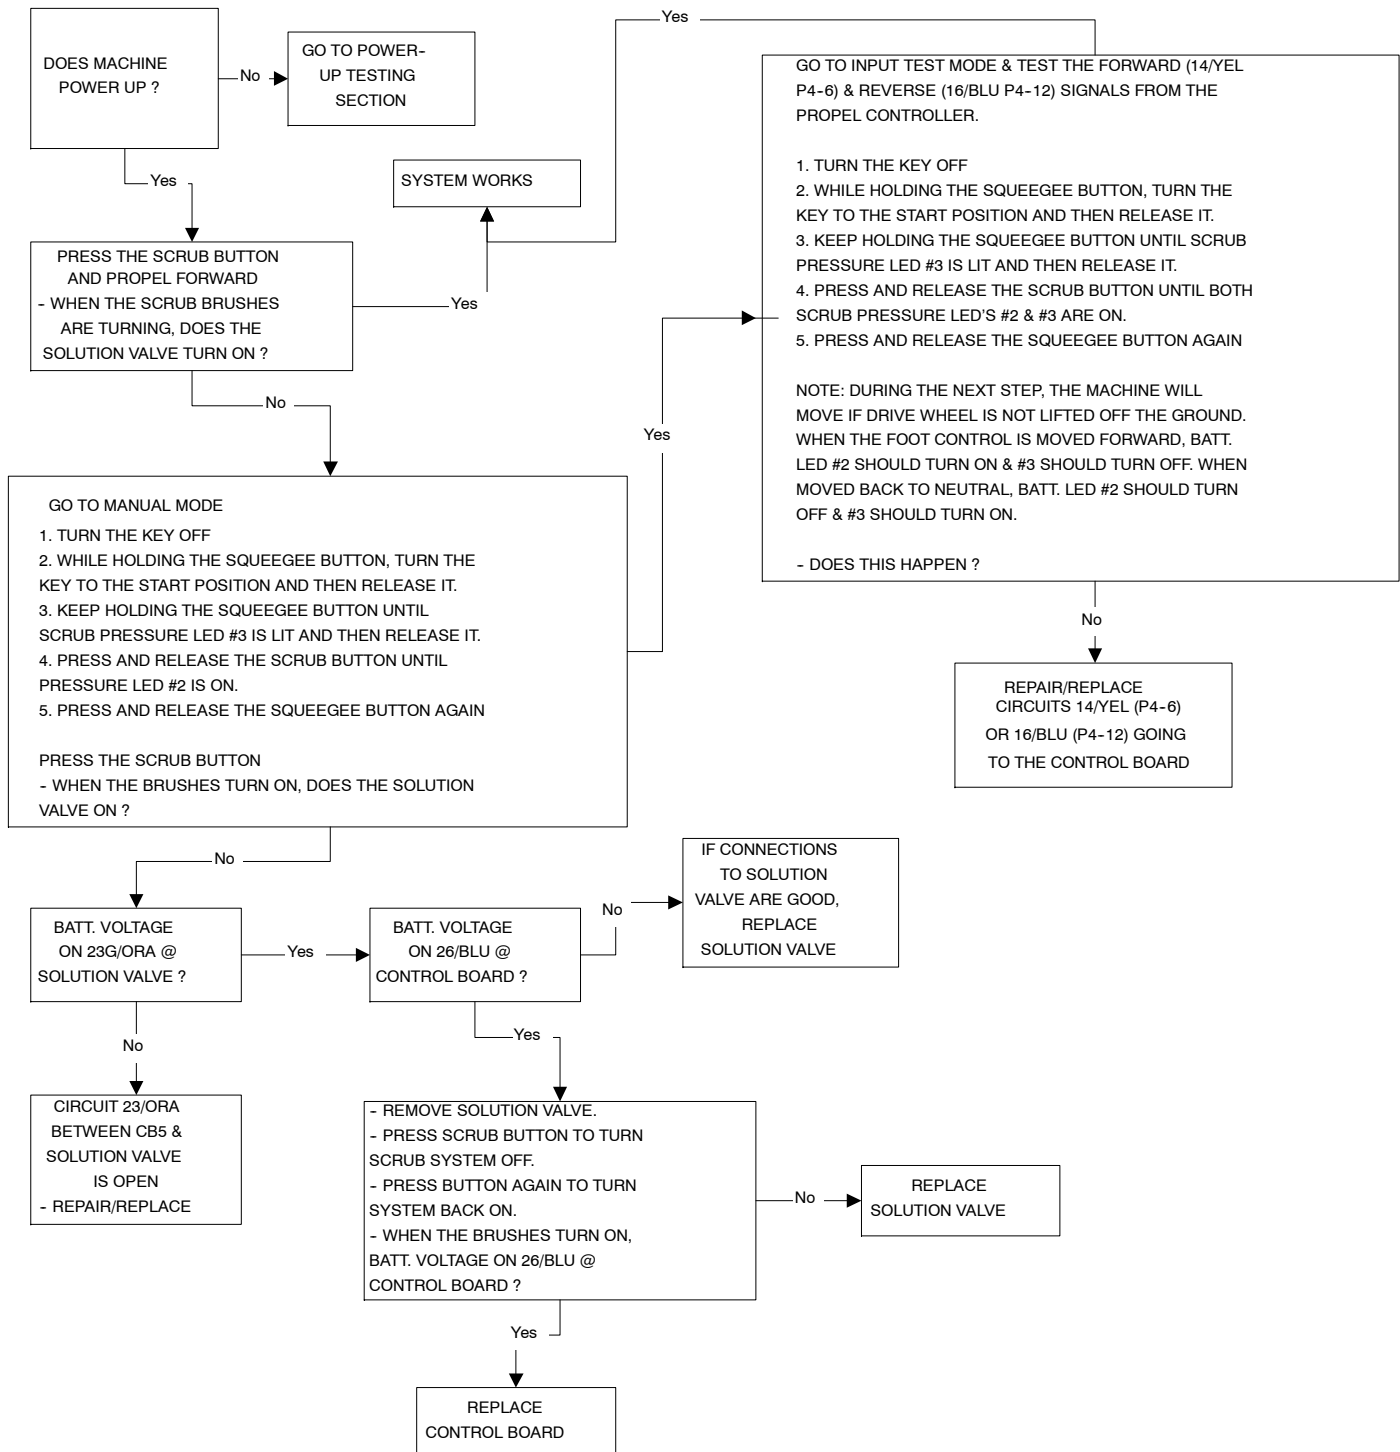 DOES MACHINE
POWER UP ?
No
GO TO POWER-
UP TESTING
SECTION
Yes
PRESS THE SCRUB BUTTON
AND PROPEL FORWARD
- WHEN THE SCRUB BRUSHES
ARE TURNING, DOES THE
SOLUTION VALVE TURN ON ?
Yes
SYSTEM WORKS
Yes
No
GO TO MANUAL MODE
1. TURN THE KEY OFF
2. WHILE HOLDING THE SQUEEGEE BUTTON, TURN THE
KEY TO THE START POSITION AND THEN RELEASE IT.
3. KEEP HOLDING THE SQUEEGEE BUTTON UNTIL
SCRUB PRESSURE LED #3 IS LIT AND THEN RELEASE IT.
4. PRESS AND RELEASE THE SCRUB BUTTON UNTIL
PRESSURE LED #2 IS ON.
5. PRESS AND RELEASE THE SQUEEGEE BUTTON AGAIN
PRESS THE SCRUB BUTTON
- WHEN THE BRUSHES TURN ON, DOES THE SOLUTION
VALVE ON ?
Yes
GO TO INPUT TEST MODE & TEST THE FORWARD (14/YEL
P4-6) & REVERSE (16/BLU P4-12) SIGNALS FROM THE
PROPEL CONTROLLER.
1. TURN THE KEY OFF
2. WHILE HOLDING THE SQUEEGEE BUTTON, TURN THE
KEY TO THE START POSITION AND THEN RELEASE IT.
3. KEEP HOLDING THE SQUEEGEE BUTTON UNTIL SCRUB
PRESSURE LED #3 IS LIT AND THEN RELEASE IT.
4. PRESS AND RELEASE THE SCRUB BUTTON UNTIL BOTH
SCRUB PRESSURE LED'S #2 & #3 ARE ON.
5. PRESS AND RELEASE THE SQUEEGEE BUTTON AGAIN
NOTE: DURING THE NEXT STEP, THE MACHINE WILL
MOVE IF DRIVE WHEEL IS NOT LIFTED OFF THE GROUND.
WHEN THE FOOT CONTROL IS MOVED FORWARD, BATT.
LED #2 SHOULD TURN ON & #3 SHOULD TURN OFF. WHEN
MOVED BACK TO NEUTRAL, BATT. LED #2 SHOULD TURN
OFF & #3 SHOULD TURN ON.
- DOES THIS HAPPEN ?
No
REPAIR/REPLACE
CIRCUITS 14/YEL (P4-6)
OR 16/BLU (P4-12) GOING
TO THE CONTROL BOARD
No
BATT. VOLTAGE
ON 23G/ORA @
SOLUTION VALVE ?
Yes
BATT. VOLTAGE
ON 26/BLU @
CONTROL BOARD ?
No
IF CONNECTIONS
TO SOLUTION
VALVE ARE GOOD,
REPLACE
SOLUTION VALVE
No
CIRCUIT 23/ORA
BETWEEN CB5 &
SOLUTION VALVE
IS OPEN
- REPAIR/REPLACE
Yes
- REMOVE SOLUTION VALVE.
- PRESS SCRUB BUTTON TO TURN
SCRUB SYSTEM OFF.
- PRESS BUTTON AGAIN TO TURN
SYSTEM BACK ON.
- WHEN THE BRUSHES TURN ON,
BATT. VOLTAGE ON 26/BLU @
CONTROL BOARD ?
No
REPLACE
SOLUTION VALVE
Yes
REPLACE
CONTROL BOARD